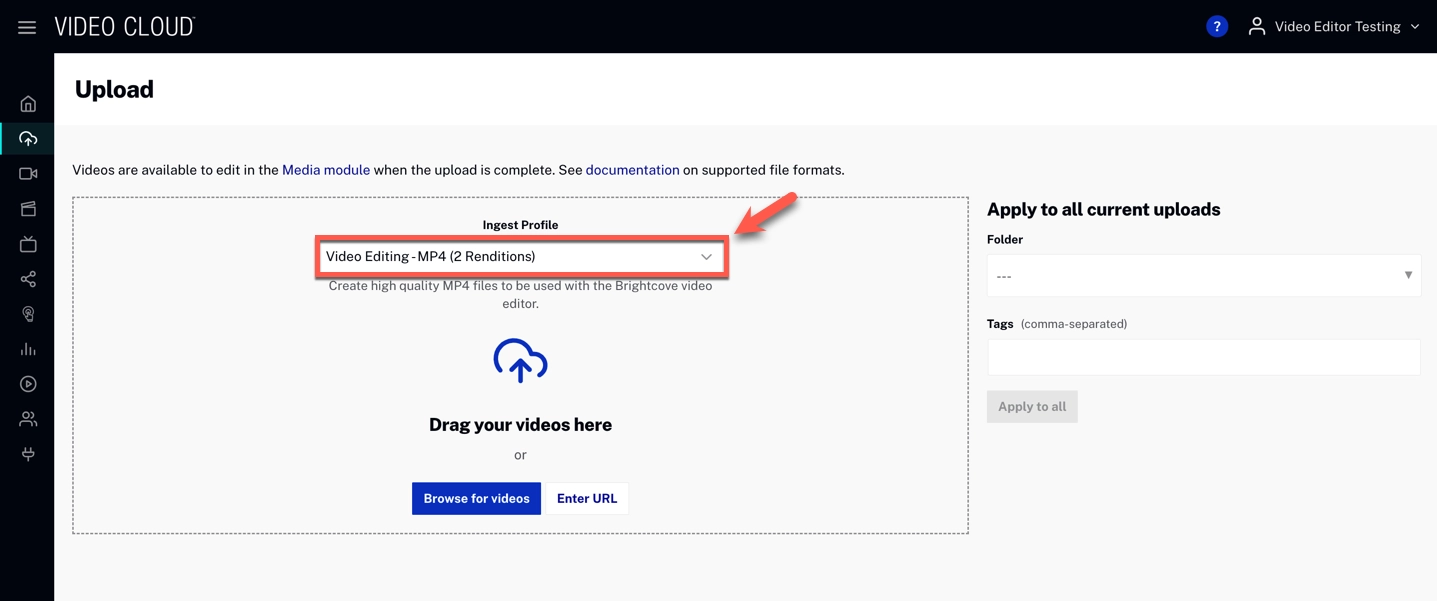 VIDEO CLOUD
?
Video Editor Testing
Upload
Videos are available to edit in the Media module when the upload is complete. See documentation on supported file formats.
Ingest Profile
Video Editing - MP4 (2 Renditions)
Create high quality MP4 files to be used with the Brightcove video
editor.
Drag your videos here
or
Browse for videos
Enter URL
Apply to all current uploads
Folder
---
Tags (comma-separated)
Apply to all